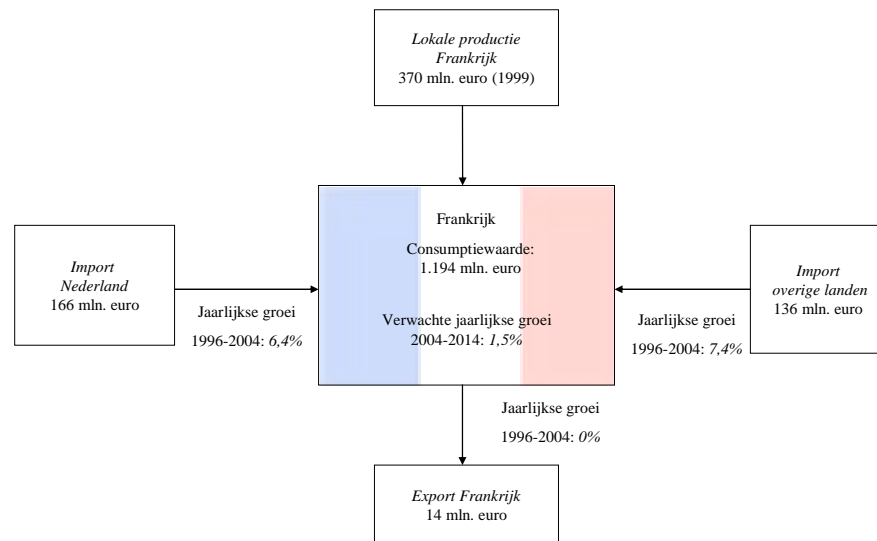 Lokale productie
Frankrijk
370 mln. euro (1999)
Frankrijk
Consumptiewaarde:
1.194 mln. euro
Verwachte jaarlijkse groei
2004-2014: 1,5%
Import
Nederland
166 mln. euro
Jaarlijkse groei
1996-2004: 6,4%
Import
overige landen
136 mln. euro
Jaarlijkse groei
1996-2004: 7,4%
Jaarlijkse groei
1996-2004: 0%
Export Frankrijk
14 mln. euro